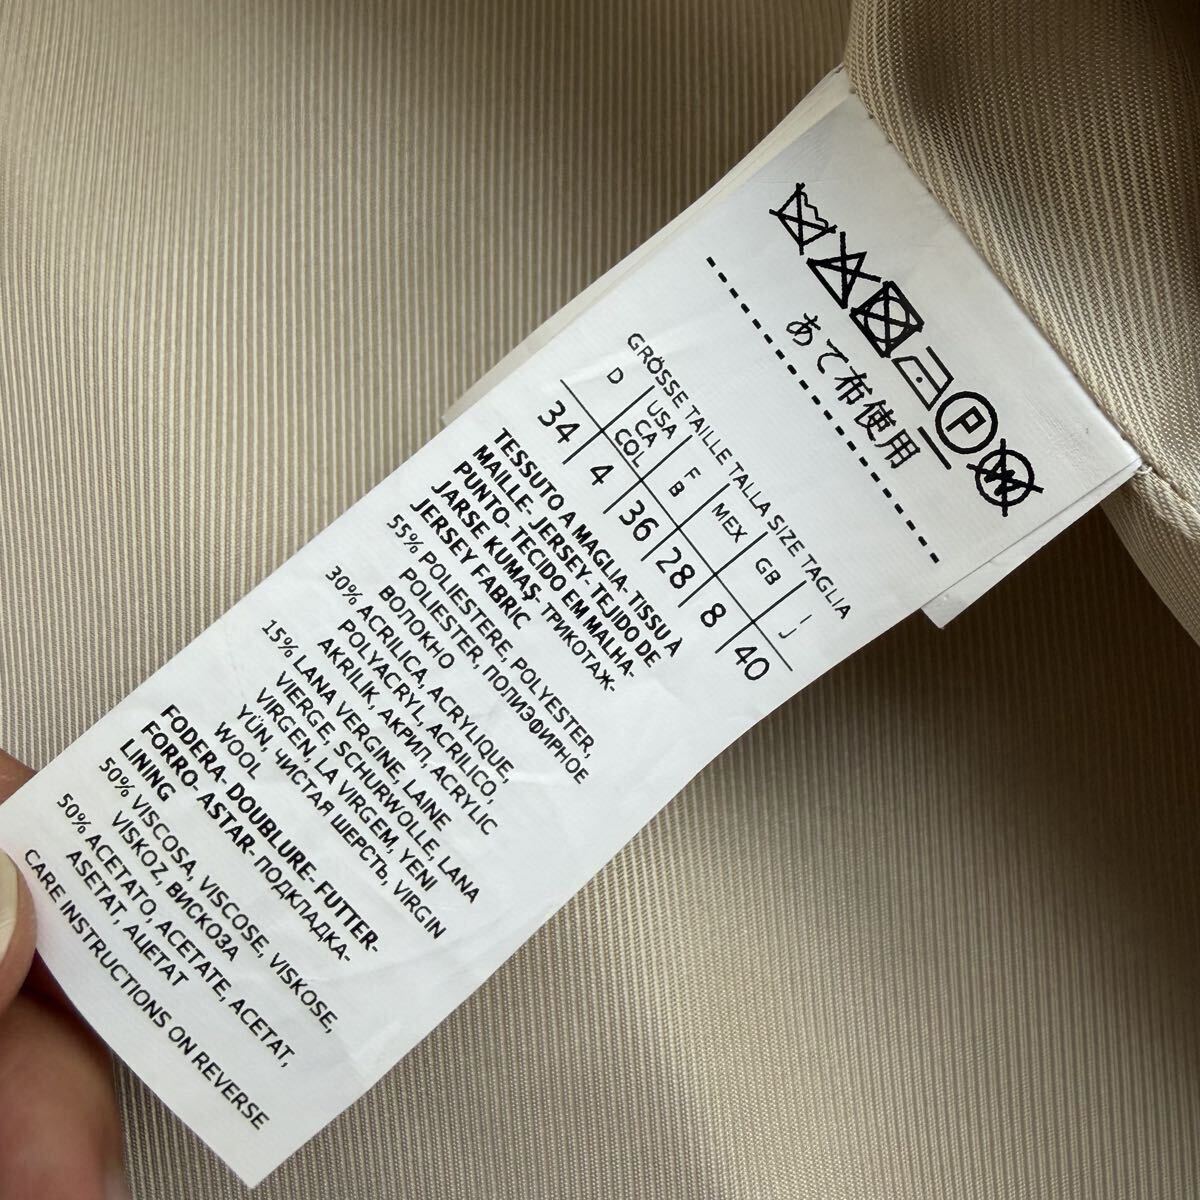 P
W
あて布使用
GRÖSSE TAILLE TALLA SIZE TAGLIA
D USA CA COL F B MEX GB I J
34 4 36 28 8 40
TESSUTO A MAGLIA- TISSU À
MAILLE- JERSEY- TEJIDO DE
PUNTO- TECIDO EM MALHA-
JARSE KUMAŞ- ТРИКОТАЖ-
JERSEY FABRIC
55% POLIESTERE, POLYESTER,
POLIESTER, ПОЛИЭФИРНОЕ
ВОЛОКНО
30% ACRILICA, ACRYLIQUE,
POLYACRYL, ACRILICO,
AKRILIK, АКРИЛ, ACRYLIC
15% LANA VERGINE, LAINE
VIERGE, SCHURWOLLE, LANA
VIRGEN, LA VIRGEM, YENI
YÜN, ЧИСТАЯ ШЕРСТЬ, VIRGIN
WOOL
FODERA- DOUBLURE- FUTTER-
FORRO- ASTAR- ПОДКЛАДКА-
LINING
50% VISCOSA, VISCOSE, VISKOSE,
VISKOZ, ВИСКОЗА
50% ACETATO, ACETATE, ACETAT,
ASETAT, АЦЕТАТ
CARE INSTRUCTIONS ON REVERSE